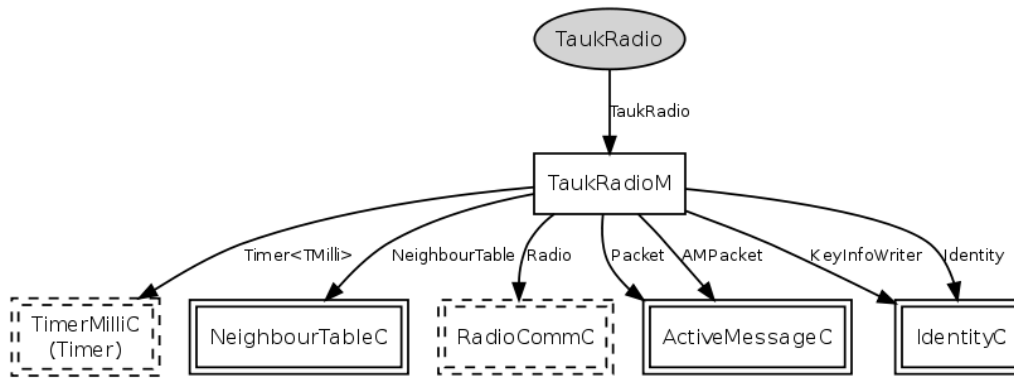 TaukRadio
TaukRadio
TaukRadioM
Timer<TMilli>
NeighbourTable
Radio
Packet
AMPacket
KeyInfoWriter
Identity
TimerMilliC
(Timer)
NeighbourTableC
RadioCommC
ActiveMessageC
IdentityC